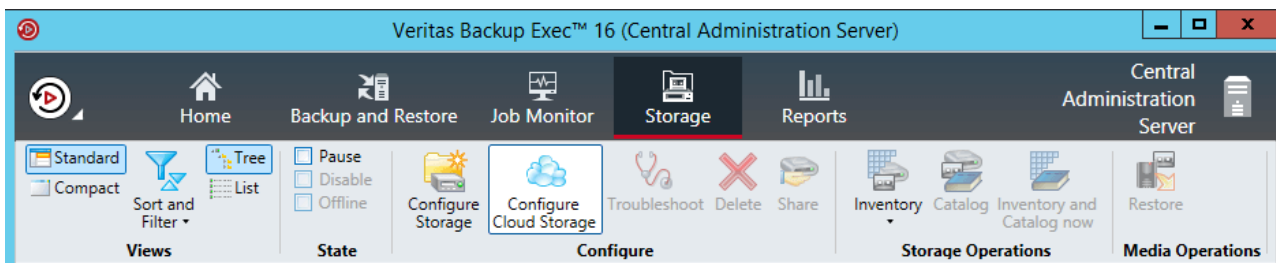 Veritas Backup Exec™ 16 (Central Administration Server)
Home
Backup and Restore
Job Monitor
Storage
Reports
Central
Administration
Server
Standard
Compact
Sort and
Filter
Tree
List
Views
Pause
Disable
Offline
State
Configure
Storage
Configure
Cloud Storage
Troubleshoot
Delete
Share
Configure
Inventory
Catalog
Inventory and
Catalog now
Storage Operations
Restore
Media Operations